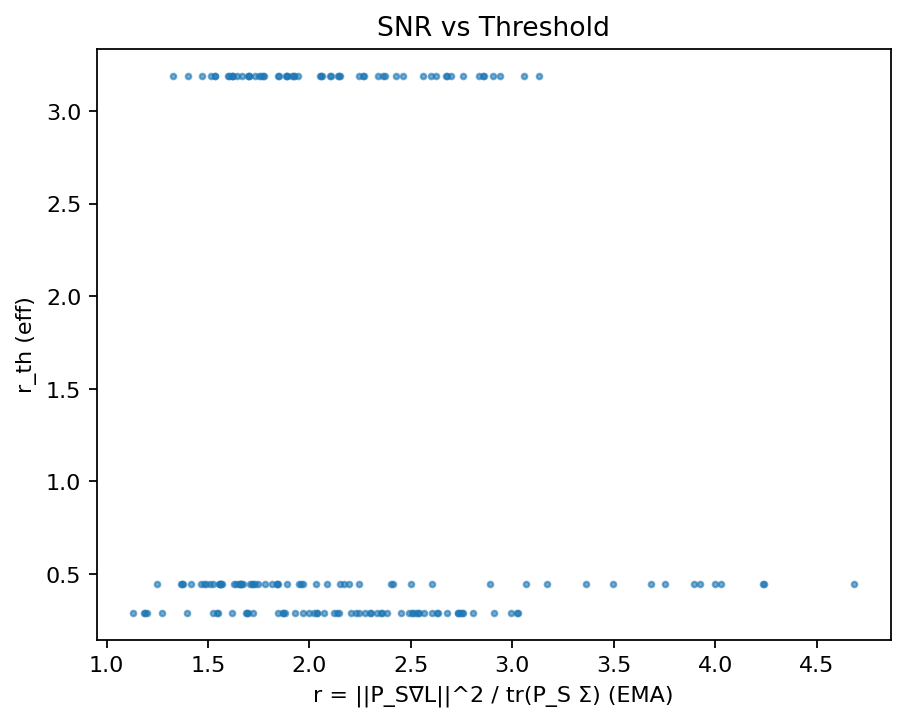 SNR vs Threshold
3.0
2.5
2.0
1.5
1.0
0.5
r_th (eff)
1.0 1.5 2.0 2.5 3.0 3.5 4.0 4.5
r = ||P_S∇L||^2 / tr(P_S Σ) (EMA)